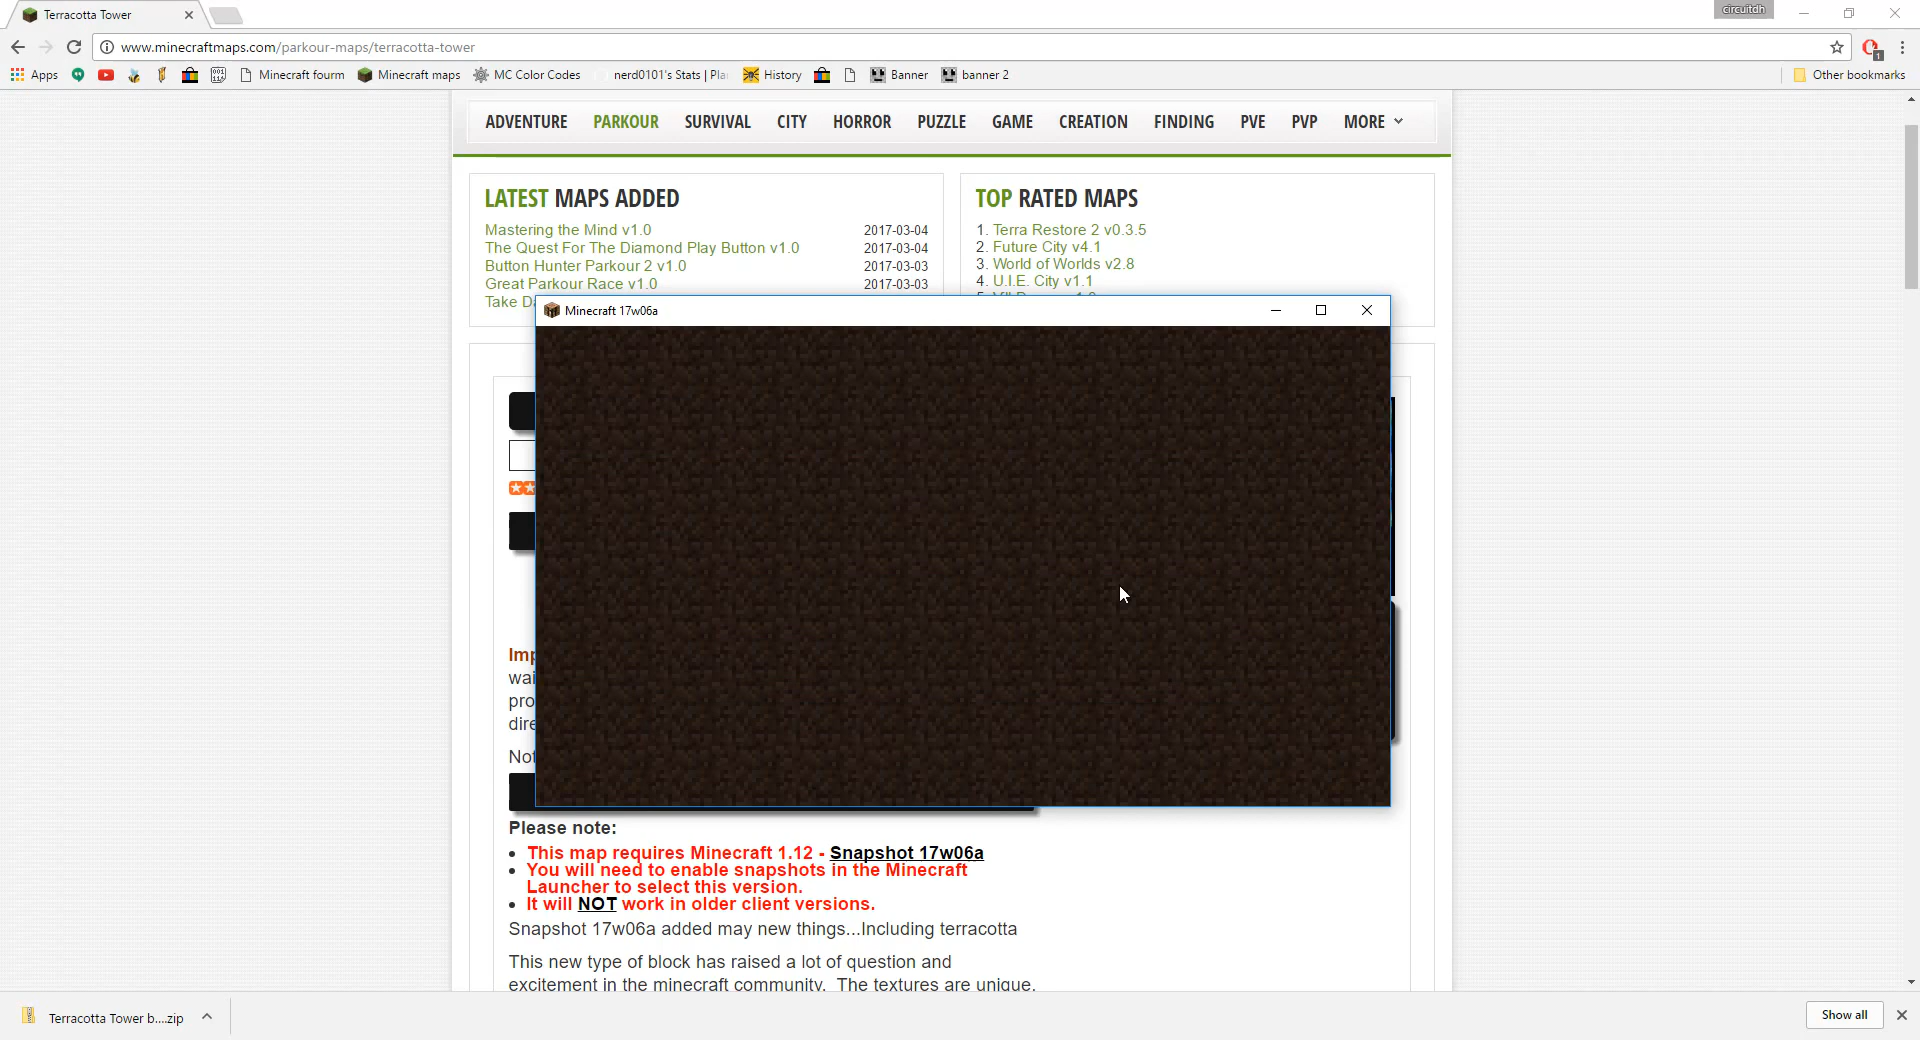 Terracotta Tower
circuitdh
www.minecraftmaps.com/parkour-maps/terracotta-tower
1
Apps
Minecraft fourm
Minecraft maps
MC Color Codes
nerd0101's Stats | Pla
History
Banner
banner 2
Other bookmarks
ADVENTURE PARKOUR SURVIVAL CITY HORROR PUZZLE GAME CREATION FINDING PVE PVP MORE
LATEST MAPS ADDED
Mastering the Mind v1.0 2017-03-04
The Quest For The Diamond Play Button v1.0 2017-03-04
Button Hunter Parkour 2 v1.0 2017-03-03
Great Parkour Race v1.0 2017-03-03
Take D
TOP RATED MAPS
1. Terra Restore 2 v0.3.5
2. Future City v4.1
3. World of Worlds v2.8
4. U.I.E. City v1.1
Minecraft 17w06a
Imp
wai
pro
dire
Not
Please note:
This map requires Minecraft 1.12 - Snapshot 17w06a
You will need to enable snapshots in the Minecraft
Launcher to select this version.
It will NOT work in older client versions.
Snapshot 17w06a added may new things...Including terracotta
This new type of block has raised a lot of question and
excitement in the minecraft community. The textures are unique.
Terracotta Tower b....zip
Show all